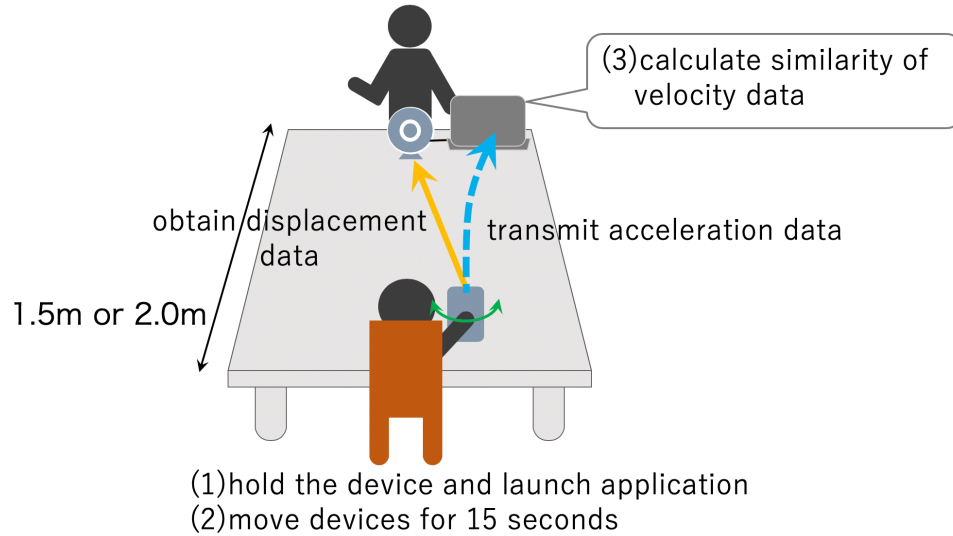 (3)calculate similarity of
velocity data
obtain displacement
data
transmit acceleration data
1.5m or 2.0m
(1)hold the device and launch application
(2)move devices for 15 seconds